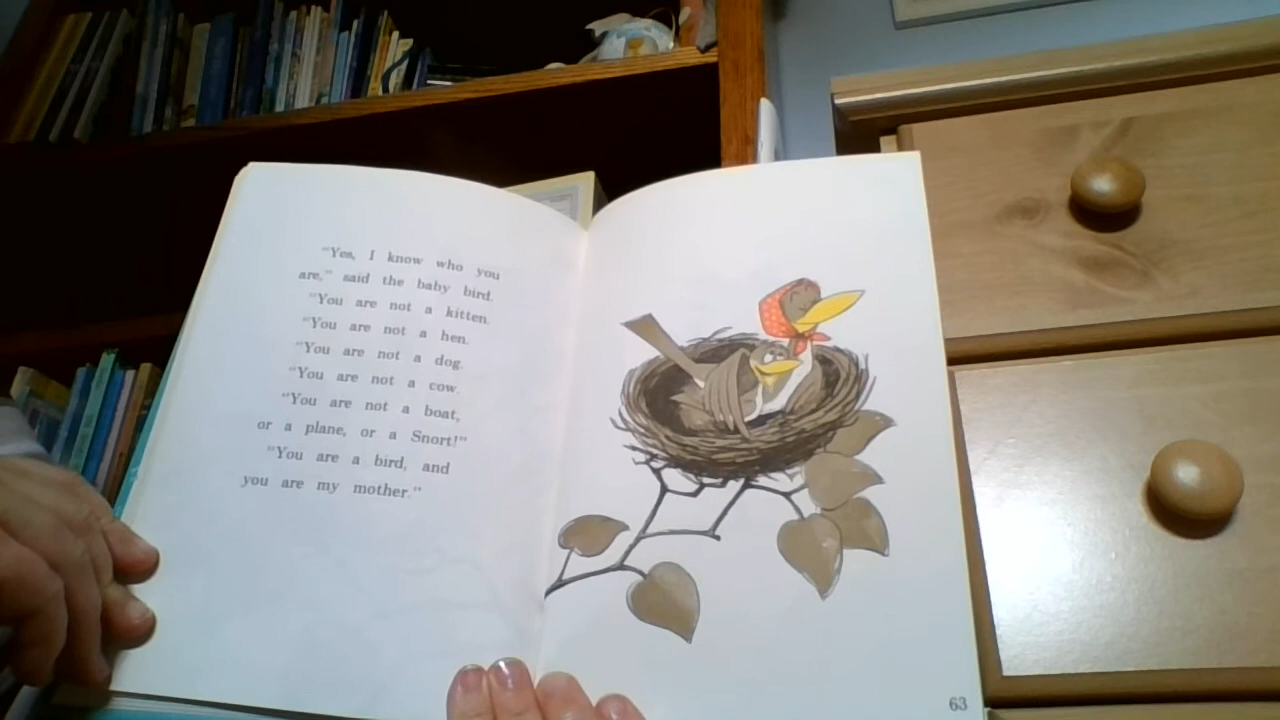 "Yes, I know who you
are," said the baby bird.
"You are not a kitten.
"You are not a hen.
"You are not a dog.
"You are not a cow.
"You are not a boat,
or a plane, or a Snort!"
"You are a bird, and
you are my mother."
63